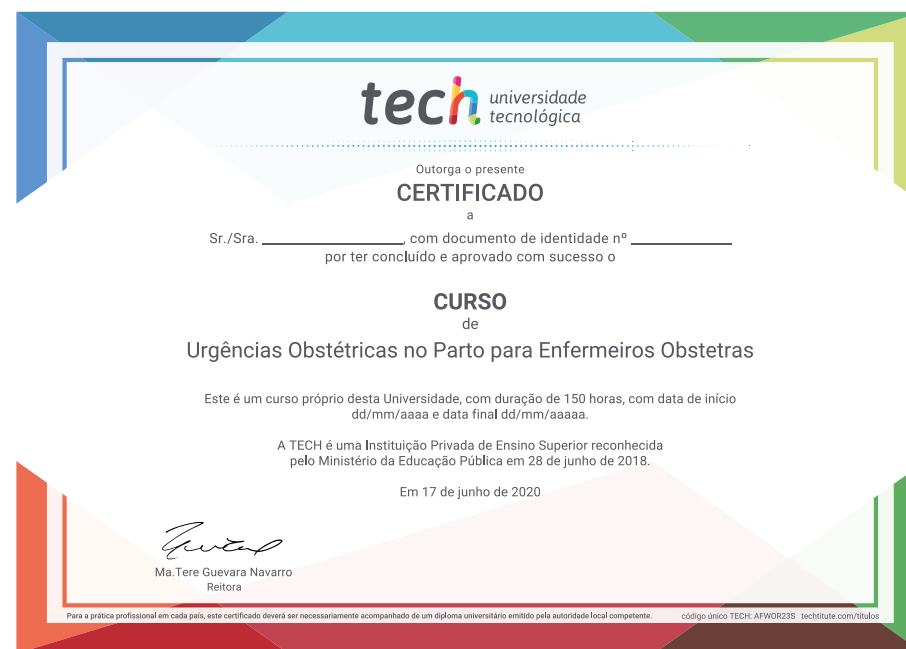 tech universidade
tecnológica
Outorga o presente
CERTIFICADO
a
Sr./Sra. ____________________, com documento de identidade nº ______________
por ter concluído e aprovado com sucesso o
CURSO
de
Urgências Obstétricas no Parto para Enfermeiros Obstetras
Este é um curso próprio desta Universidade, com duração de 150 horas, com data de início
dd/mm/aaaa e data final dd/mm/aaaaa.
A TECH é uma Instituição Privada de Ensino Superior reconhecida
pelo Ministério da Educação Pública em 28 de junho de 2018.
Em 17 de junho de 2020
Ma.Tere Guevara Navarro
Reitora
Para a prática profissional em cada país, este certificado deverá ser necessariamente acompanhado de um diploma universitário emitido pela autoridade local competente. código único TECH: AFWOR23S techtitute.com/titulos